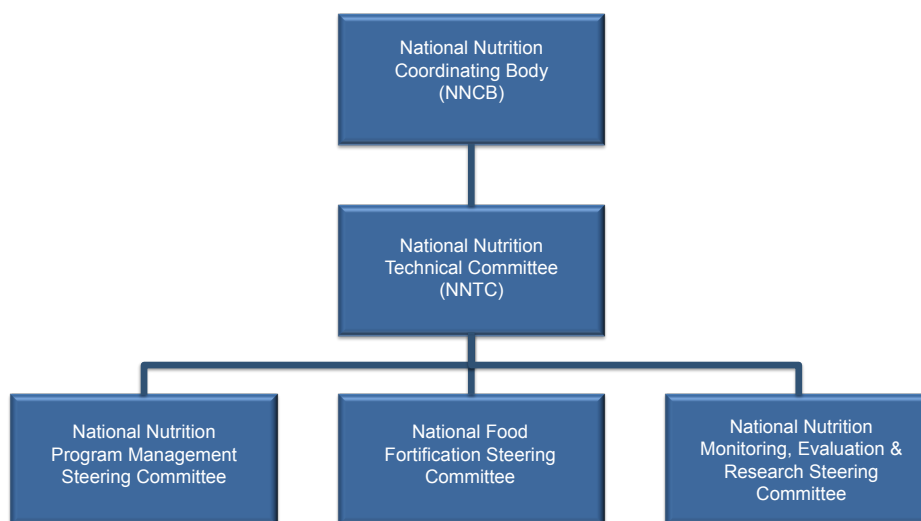 National Nutrition
Coordinating Body
(NNCB)
National Nutrition
Technical Committee
(NNTC)
National Nutrition
Program Management
Steering Committee
National Food
Fortification Steering
Committee
National Nutrition
Monitoring, Evaluation &
Research Steering
Committee